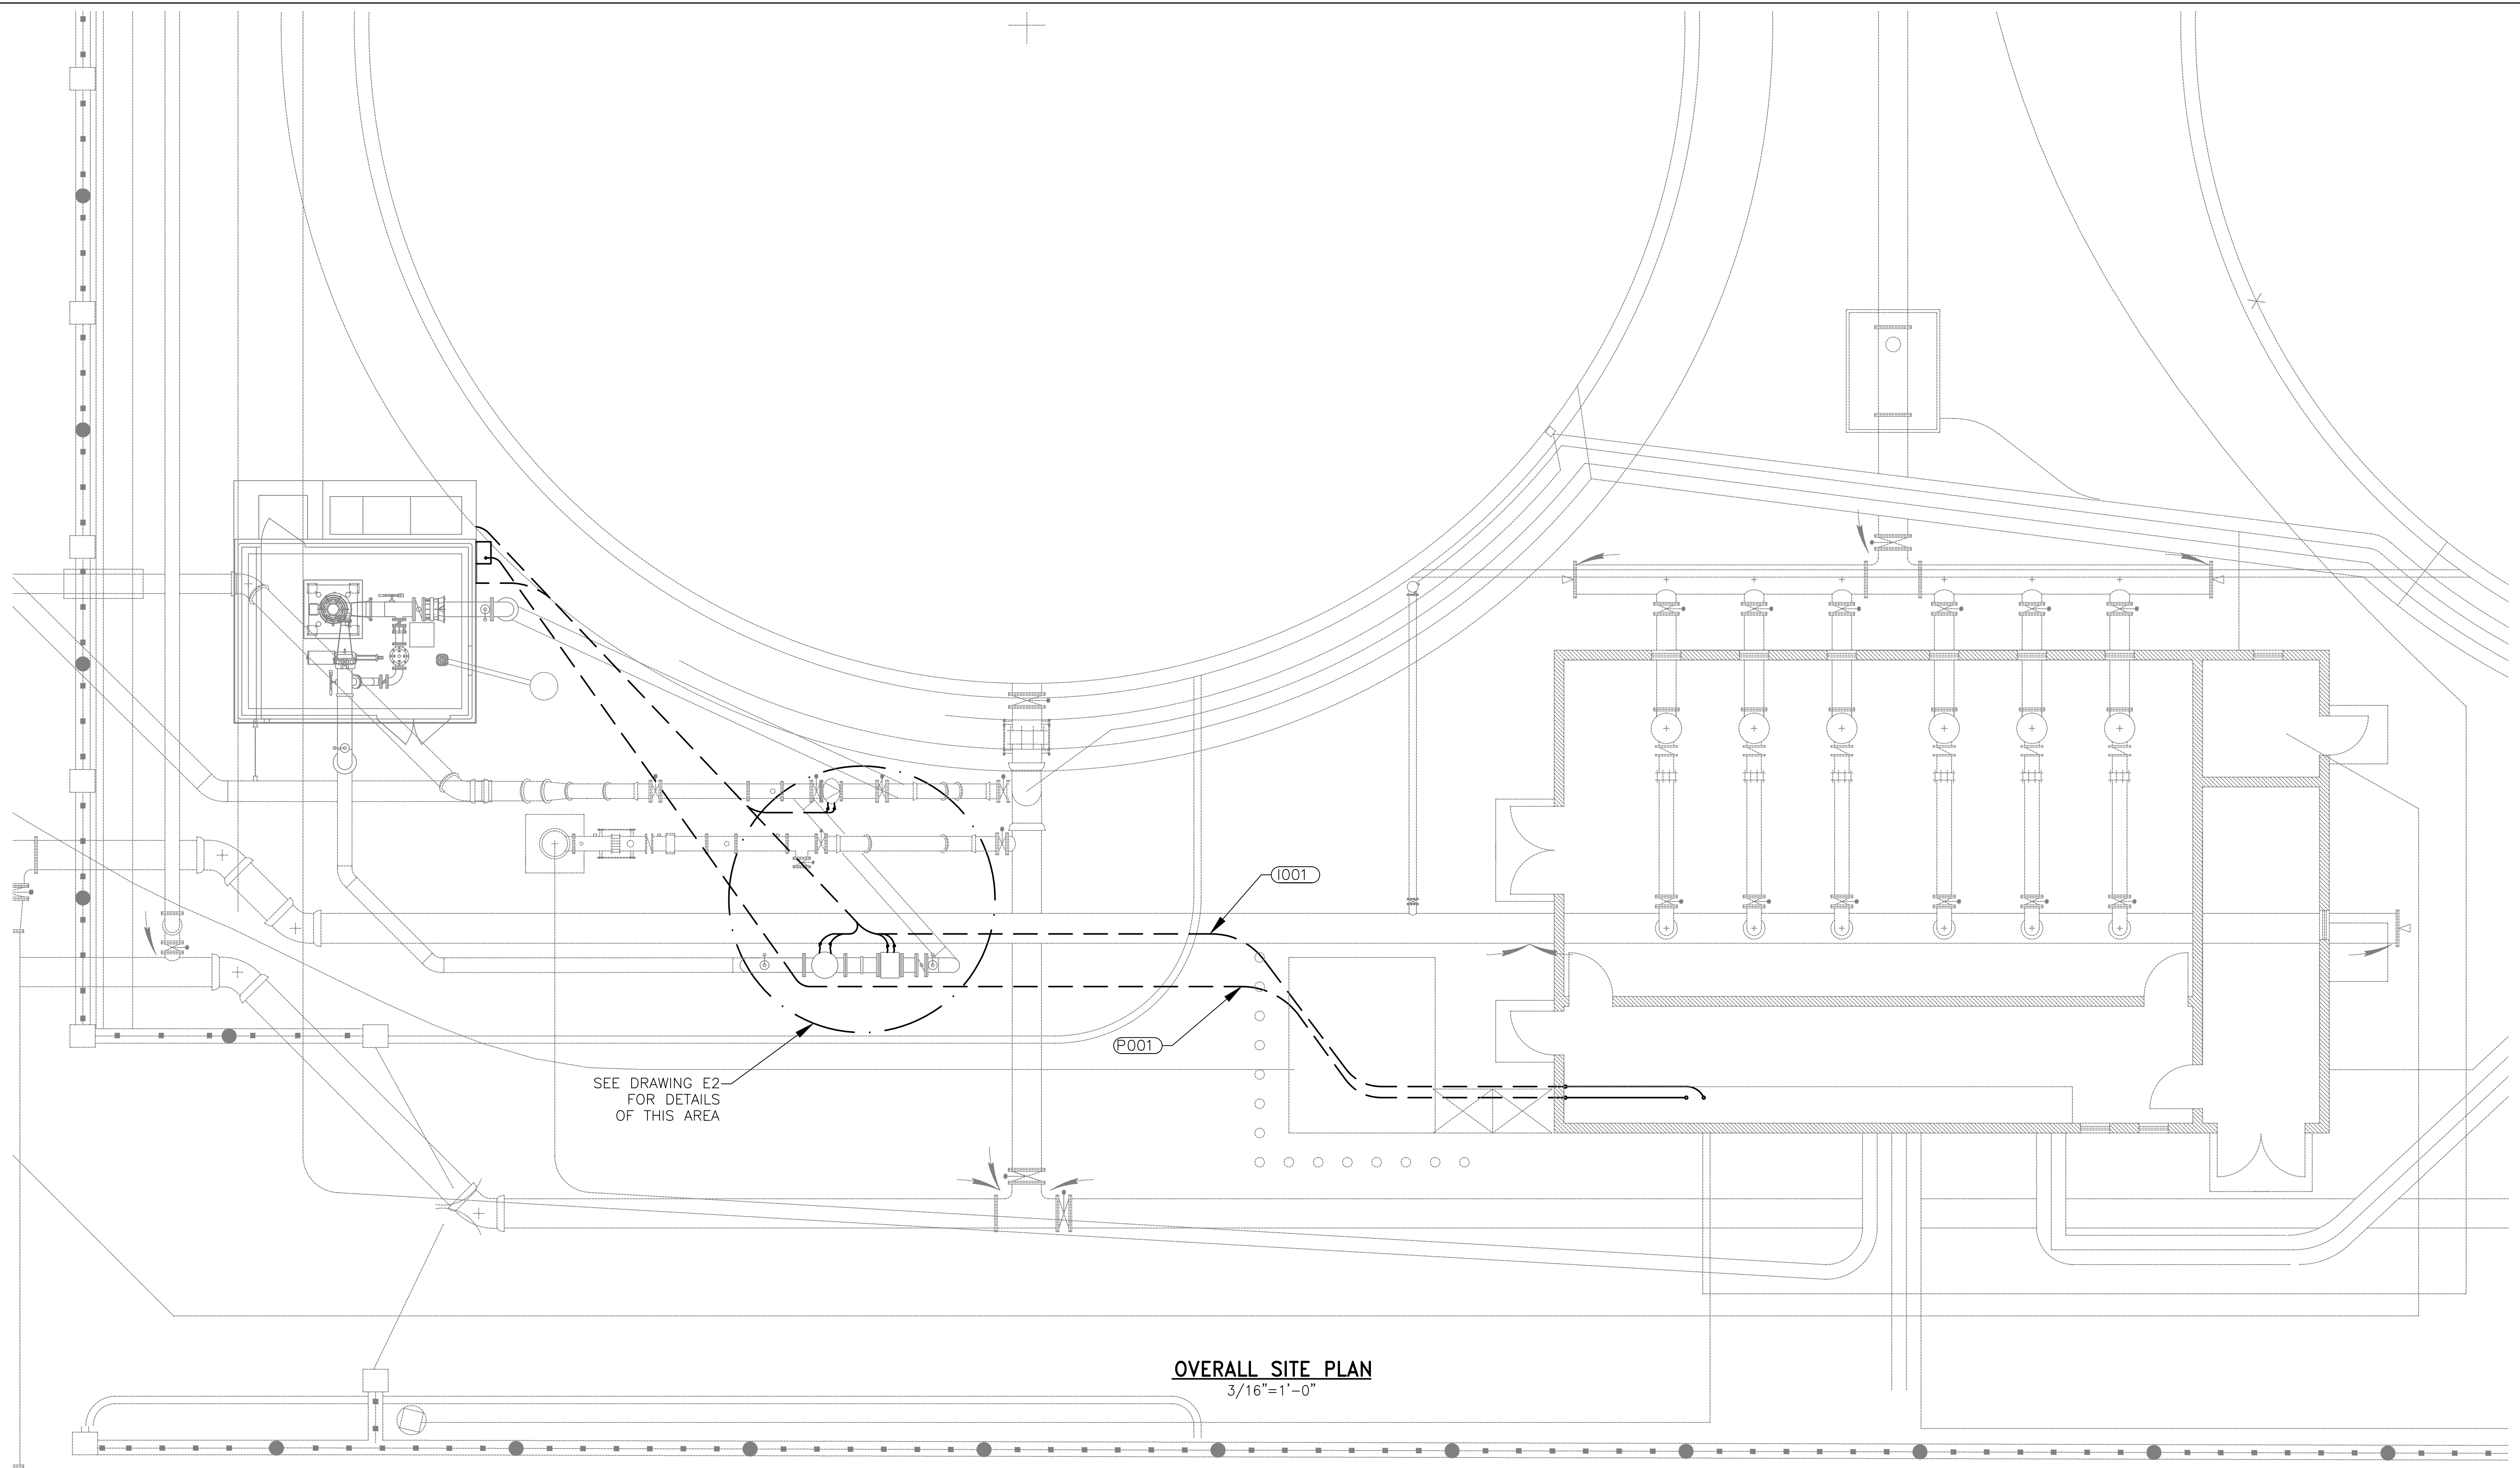 I001
P001
SEE DRAWING E2
FOR DETAILS
OF THIS AREA
OVERALL SITE PLAN
3/16"=1'-0"